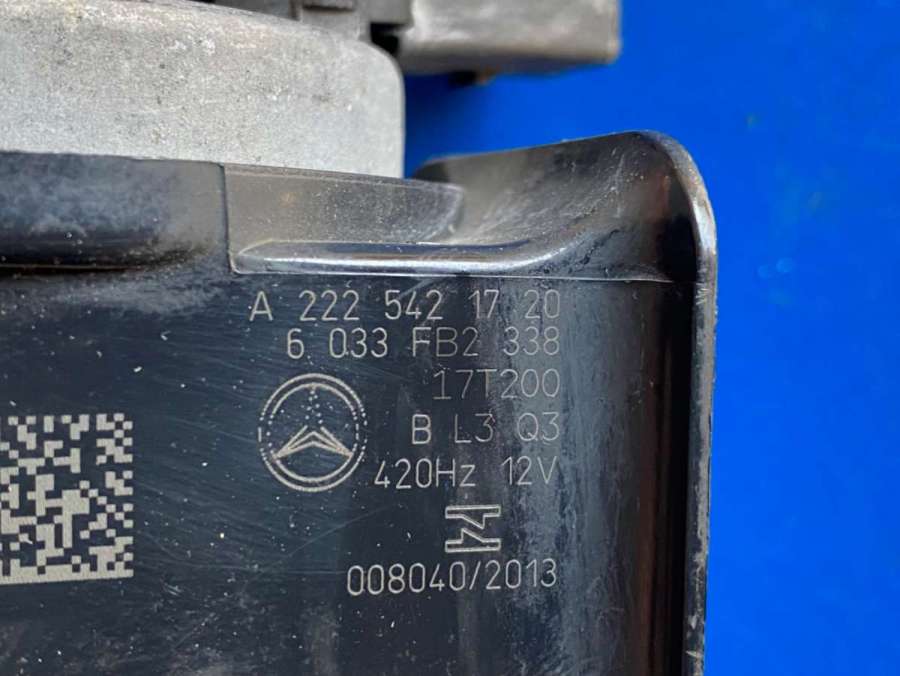 A 222 542 17 20
6 033 FB2 338
17T200
B L3 Q3
420Hz 12V
008040/2013